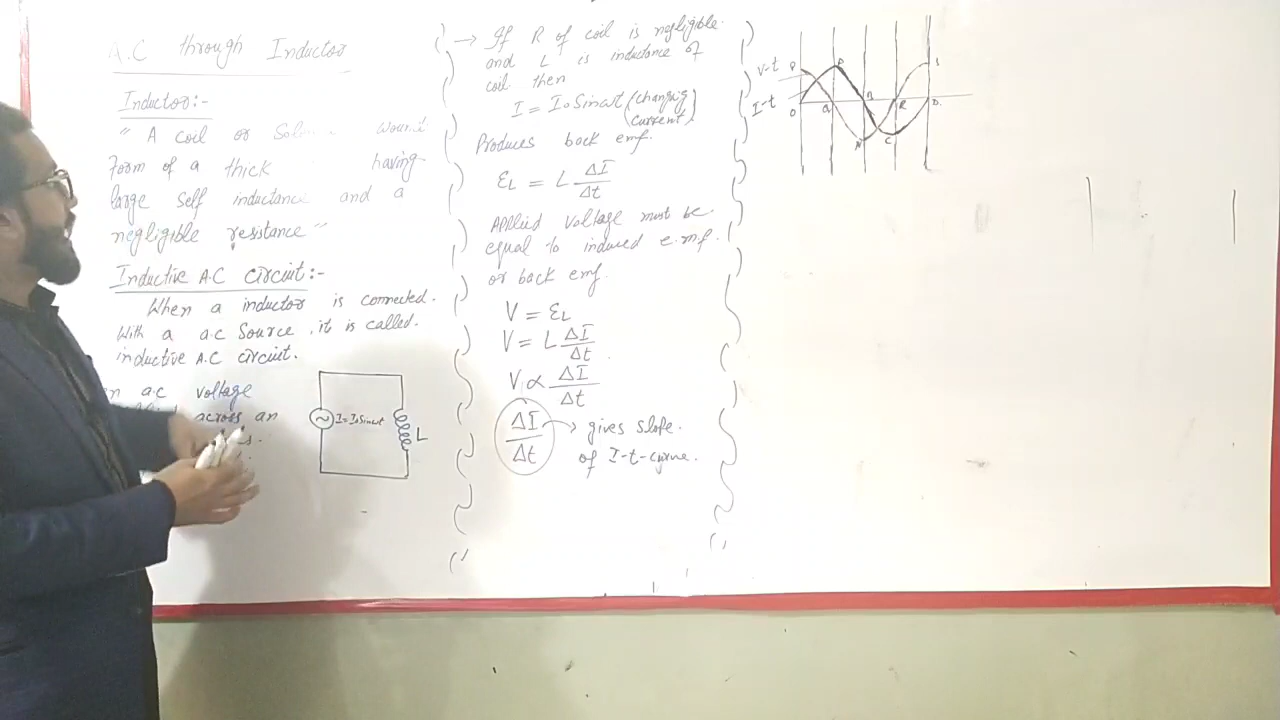 A.C through Inductor
Inductor:-
" A coil or wound
Form of a thick having
large Self inductance and a
negligible resistance "
Inductive A.C circuit:-
When a inductor is connected.
With a a.c Source, it is called.
inductive A.C circuit.
a.c voltage
across an
I=I₀Sinωt
L
→ If R of coil is negligible.
and L is inductance of
coil then
I = I₀ Sinωt (changing
current)
Produces back emf.
εL = L ΔI/Δt
Applied Voltage must be.
equal to induced e.m.f.
or back emf.
V = εL
V = L ΔI/Δt
V ∝ ΔI/Δt
ΔI/Δt → gives slope.
of I-t-curve.
V-t
I-t
O
B
R
C